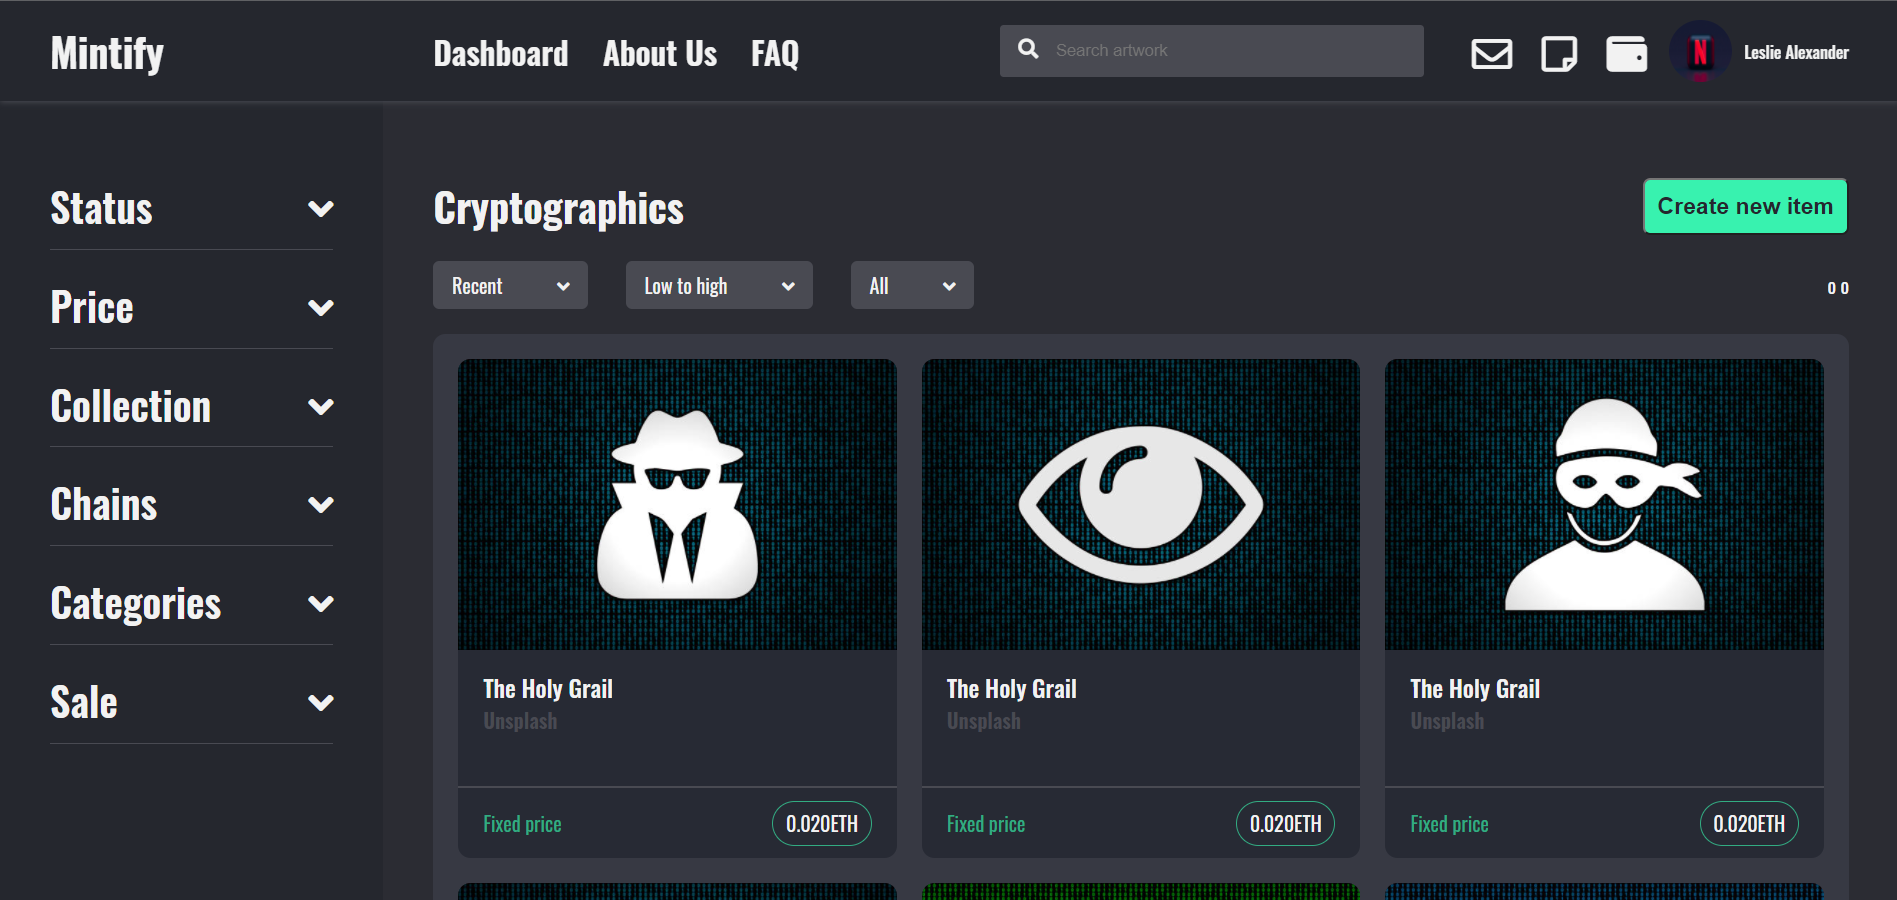 Mintify
Dashboard About Us FAQ
Search artwork
N
Leslie Alexander
Status
Price
Collection
Chains
Categories
Sale
Cryptographics
Create new item
Recent
Low to high
All
0 0
The Holy Grail
Unsplash
Fixed price
0.020ETH
The Holy Grail
Unsplash
Fixed price
0.020ETH
The Holy Grail
Unsplash
Fixed price
0.020ETH